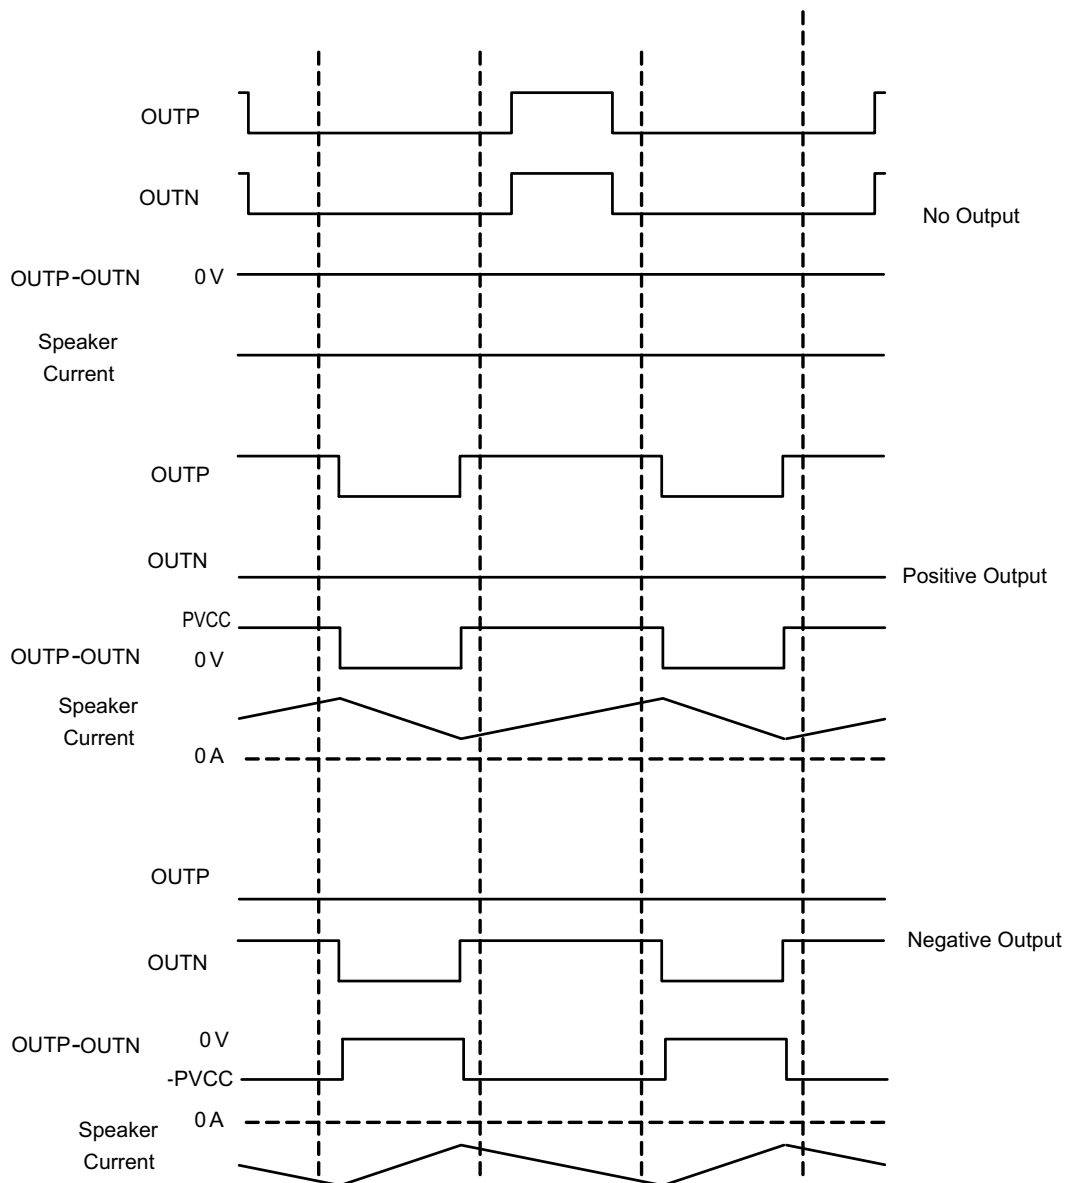 OUTP
OUTN
No Output
OUTP-OUTN 0 V
Speaker
Current
OUTP
OUTN
Positive Output
PVCC
OUTP-OUTN 0 V
Speaker
Current
0 A
OUTP
Negative Output
OUTN
OUTP-OUTN 0 V
-PVCC
0 A
Speaker
Current